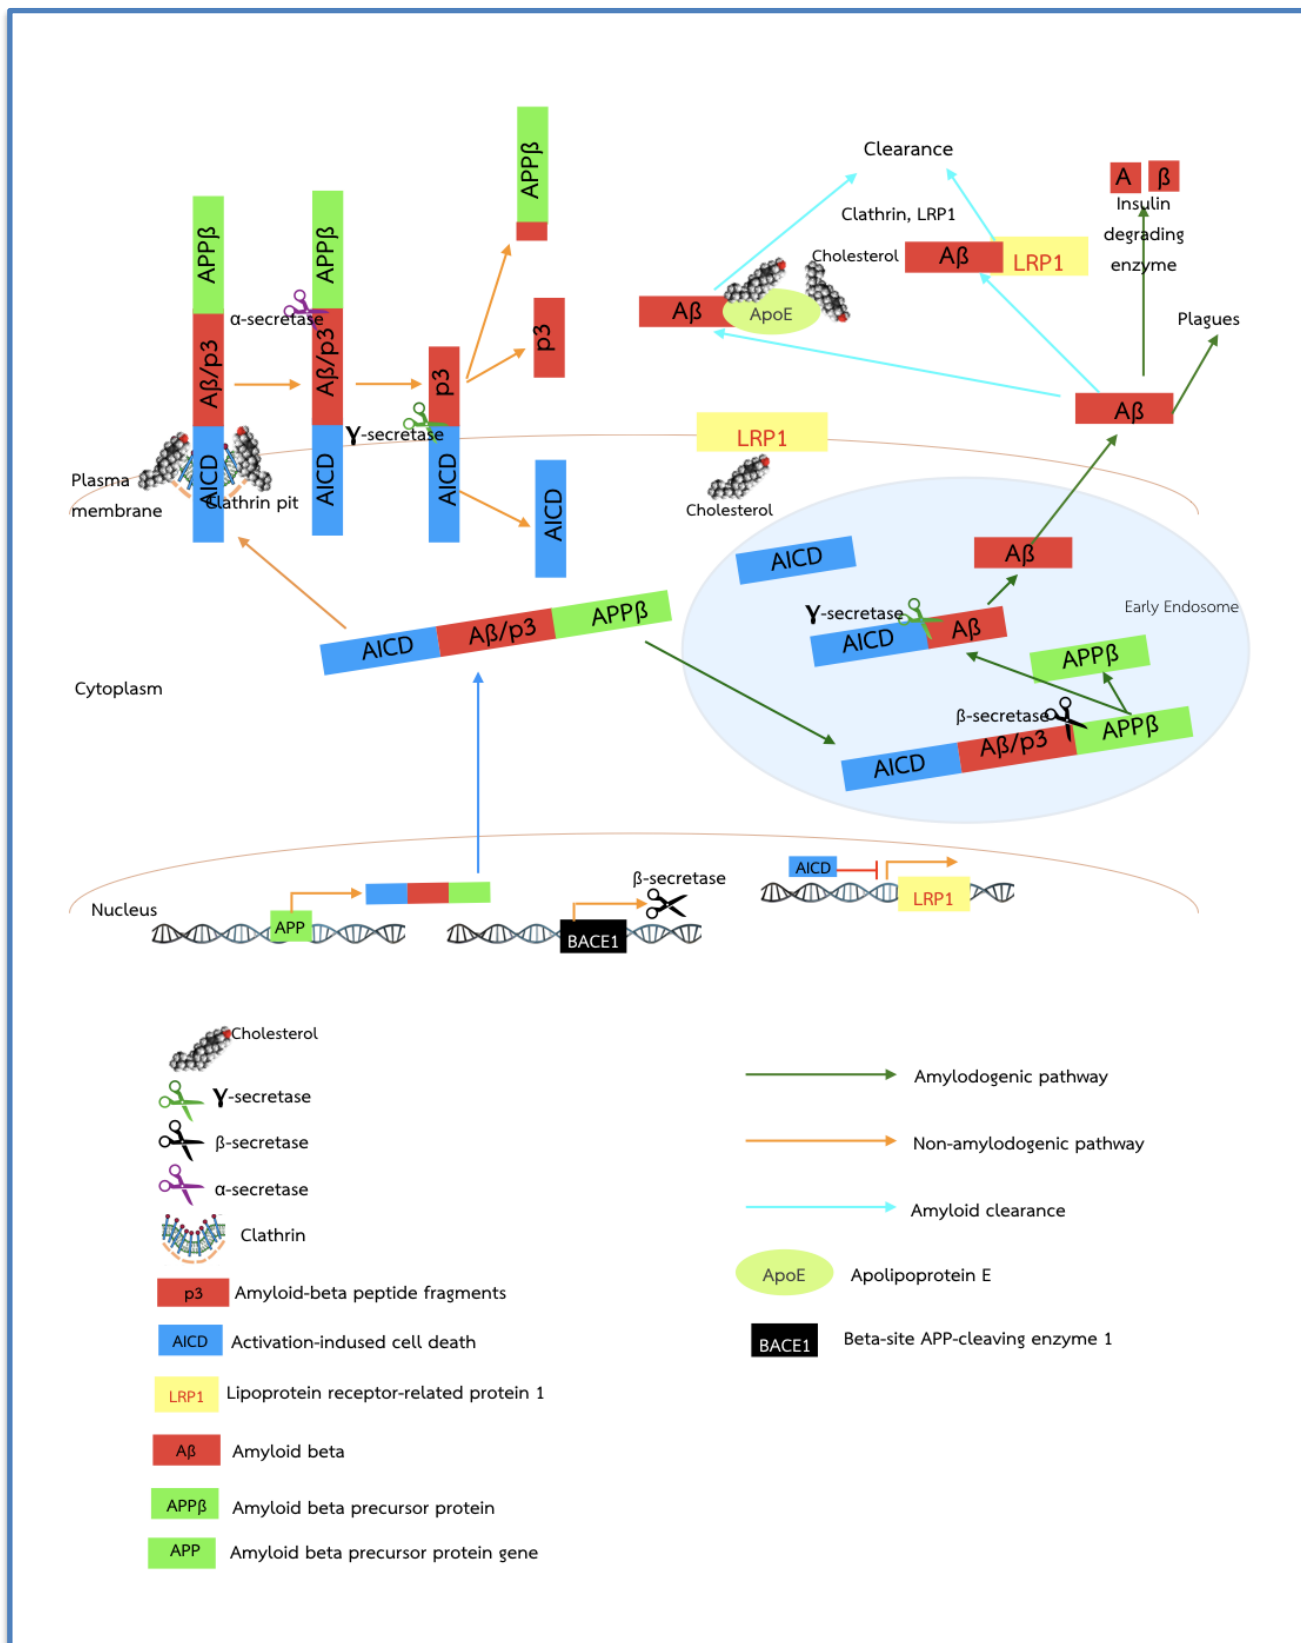 APPβ
Clearance
A β
Insulin
degrading
enzyme
APPβ
APPβ
Clathrin, LRP1
Cholesterol
Aβ
LRP1
Aβ
ApoE
Plagues
α-secretase
Aβ/p3
Aβ/p3
p3
p3
Aβ
γ-secretase
LRP1
Plasma
membrane
AICD
Clathrin pit
AICD
AICD
AICD
Cholesterol
AICD
Aβ
γ-secretase
AICD
Aβ
Early Endosome
AICD
Aβ/p3
APPβ
APPβ
Cytoplasm
β-secretase
AICD
Aβ/p3
APPβ
Nucleus
APP
β-secretase
BACE1
AICD
LRP1
Cholesterol
γ-secretase
β-secretase
α-secretase
Clathrin
p3 Amyloid-beta peptide fragments
AICD Activation-indused cell death
LRP1 Lipoprotein receptor-related protein 1
Aβ Amyloid beta
APPβ Amyloid beta precursor protein
APP Amyloid beta precursor protein gene
Amylodogenic pathway
Non-amylodogenic pathway
Amyloid clearance
ApoE Apolipoprotein E
BACE1 Beta-site APP-cleaving enzyme 1